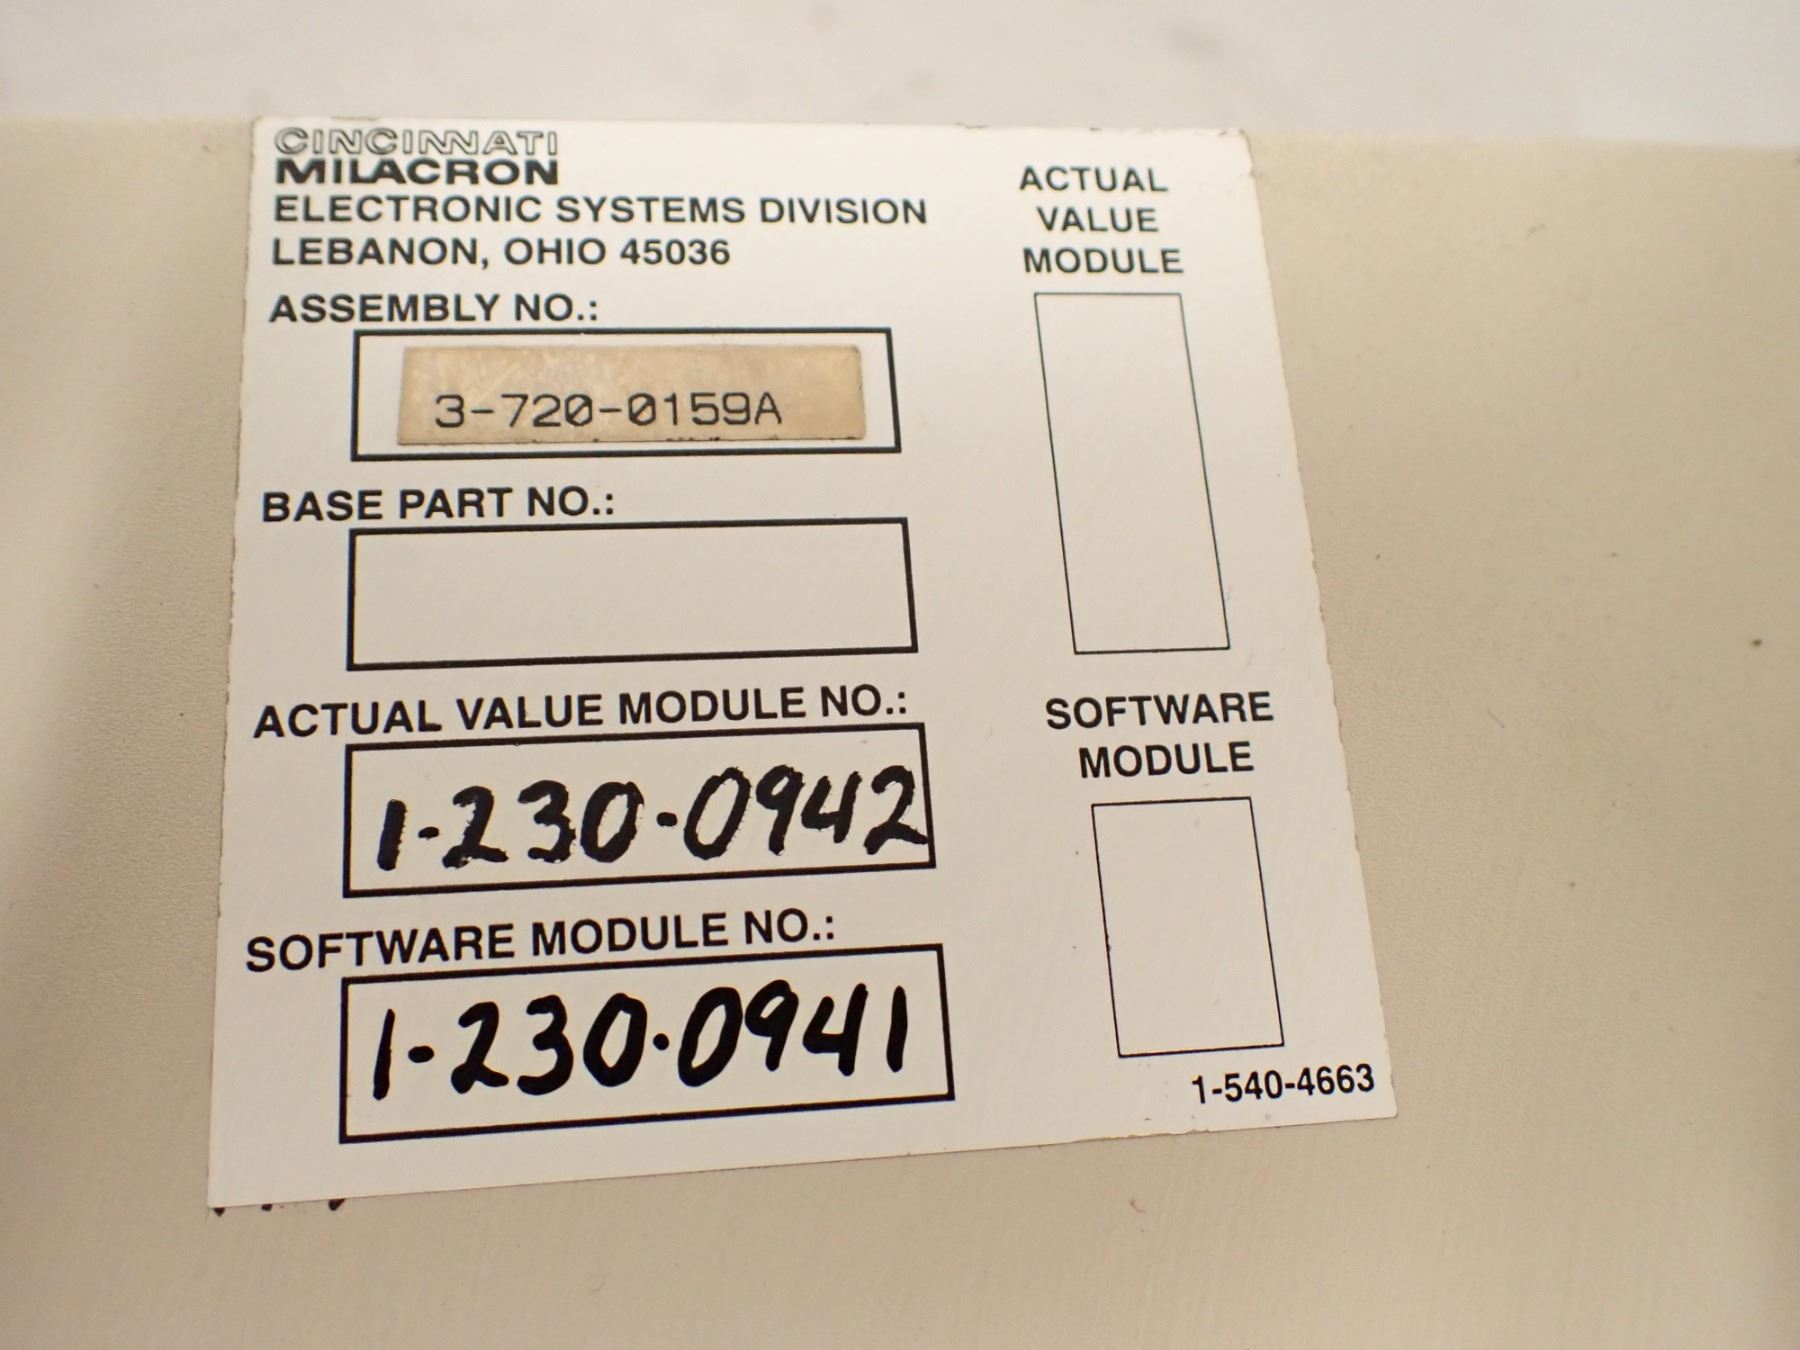 CINCINNATI
MILACRON
ELECTRONIC SYSTEMS DIVISION
LEBANON, OHIO 45036
ASSEMBLY NO.:
3-720-0159A
BASE PART NO.:
ACTUAL VALUE MODULE NO.:
1-230-0942
SOFTWARE MODULE NO.:
1-230-0941
ACTUAL
VALUE
MODULE
SOFTWARE
MODULE
1-540-4663